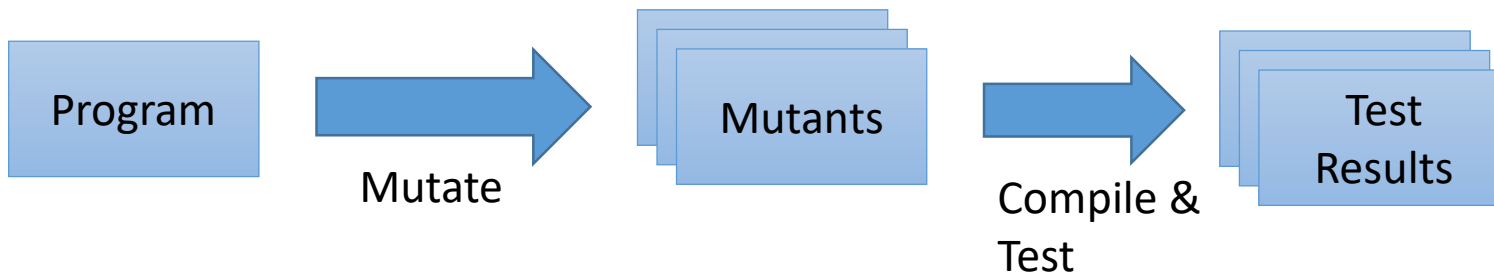 Program
Mutate
Mutants
Compile &
Test
Test
Results